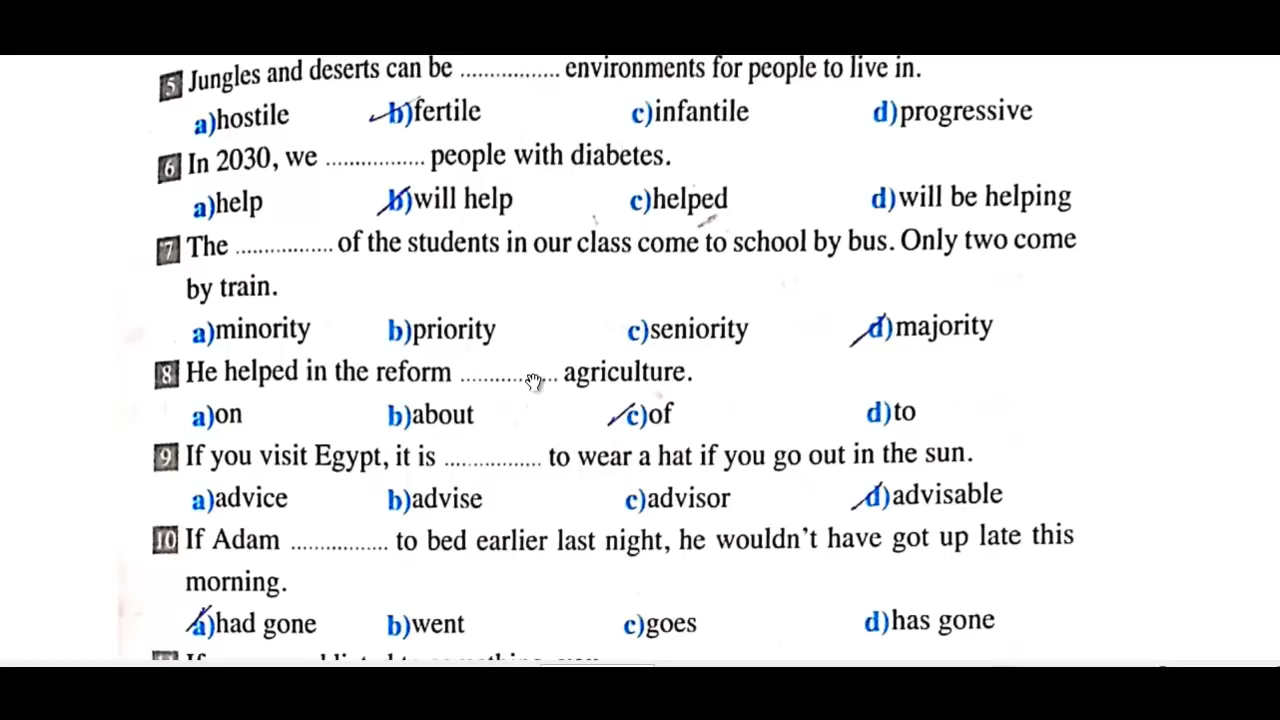 5 Jungles and deserts can be ................ environments for people to live in.
a)hostile b)fertile c)infantile d)progressive
6 In 2030, we ................ people with diabetes.
a)help b)will help c)helped d)will be helping
7 The ................ of the students in our class come to school by bus. Only two come
by train.
a)minority b)priority c)seniority d)majority
8 He helped in the reform ................ agriculture.
a)on b)about c)of d)to
9 If you visit Egypt, it is ................ to wear a hat if you go out in the sun.
a)advice b)advise c)advisor d)advisable
10 If Adam ................ to bed earlier last night, he wouldn't have got up late this
morning.
a)had gone b)went c)goes d)has gone